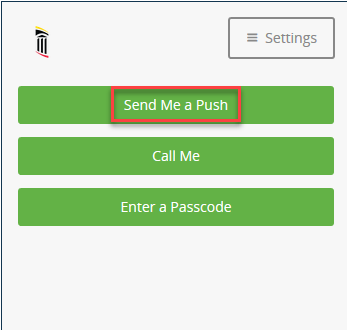 Settings
Send Me a Push
Call Me
Enter a Passcode